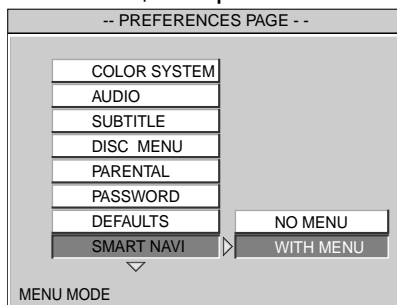 -- PREFERENCES PAGE - -
COLOR SYSTEM
AUDIO
SUBTITLE
DISC MENU
PARENTAL
PASSWORD
DEFAULTS
NO MENU
SMART NAVI
WITH MENU
MENU MODE